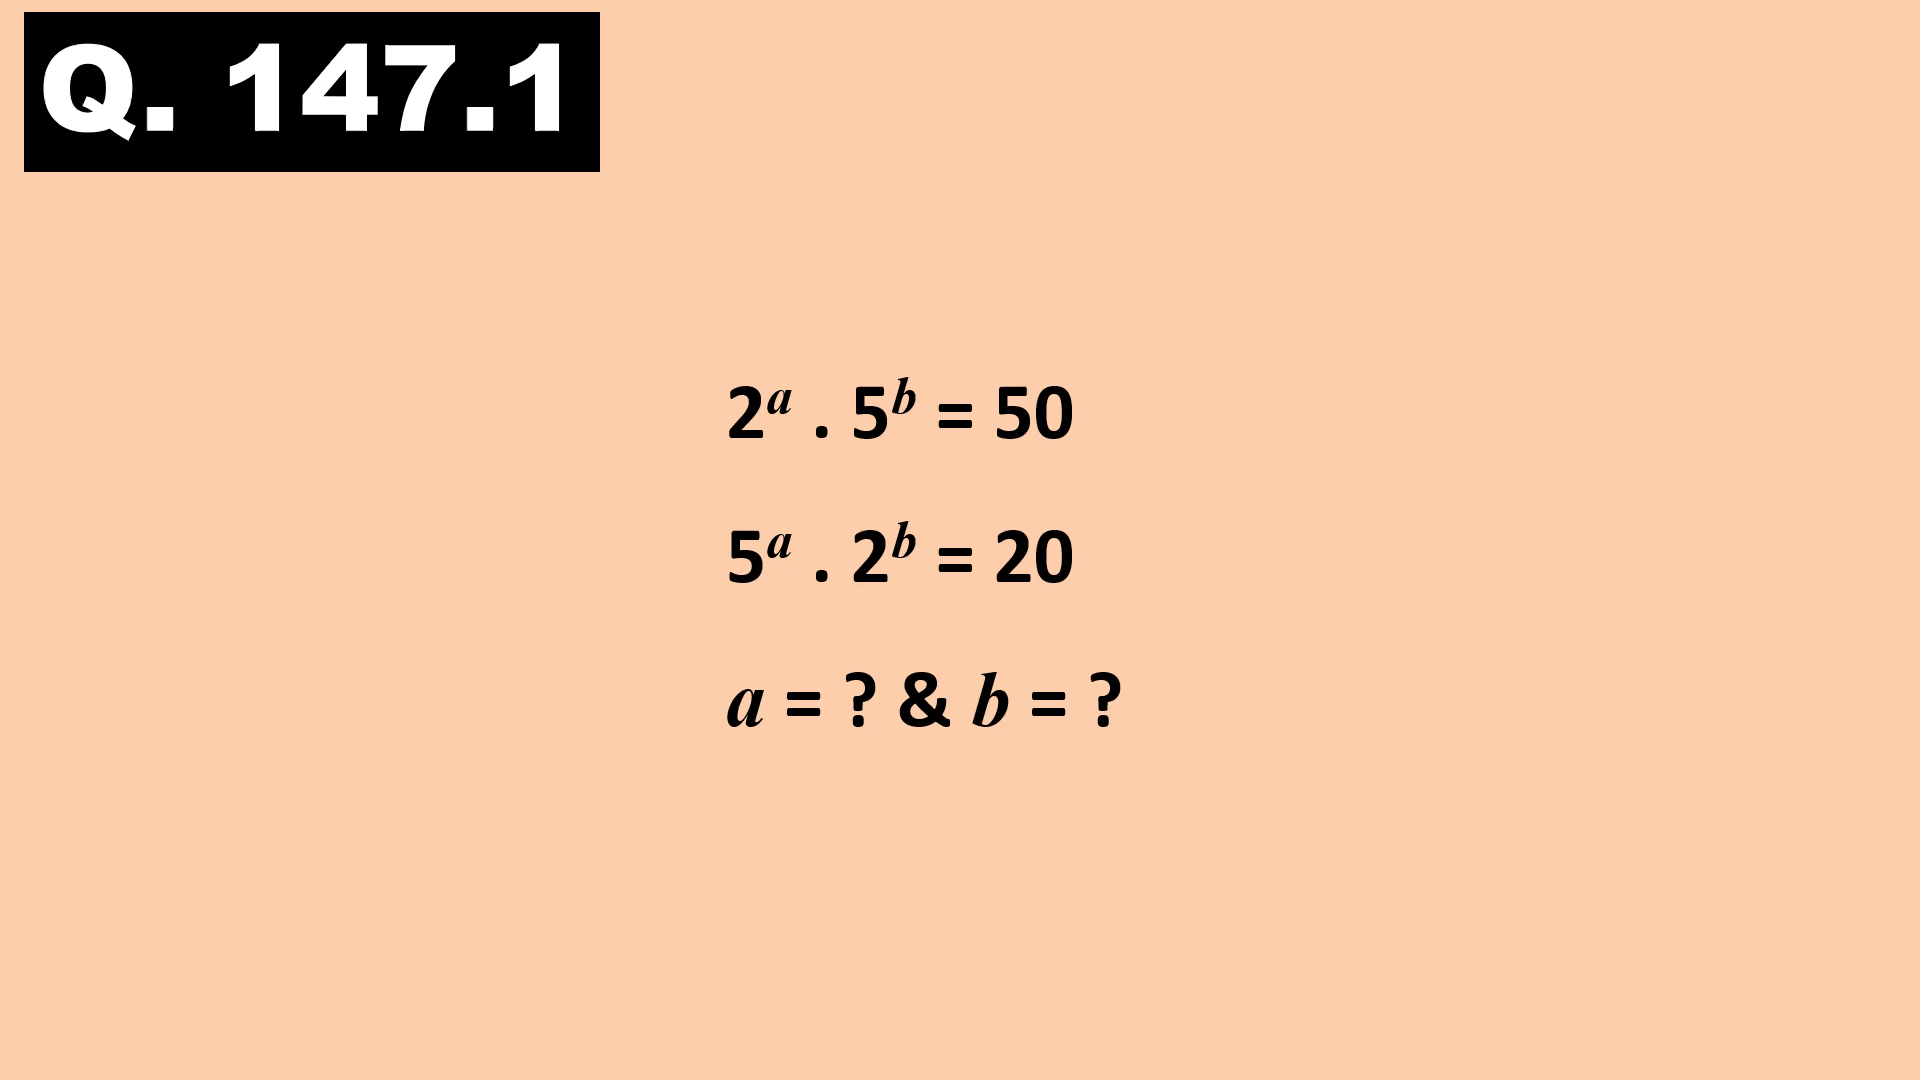 Q. 147.1
2ᵃ . 5ᵇ = 50
5ᵃ . 2ᵇ = 20
a = ? & b = ?